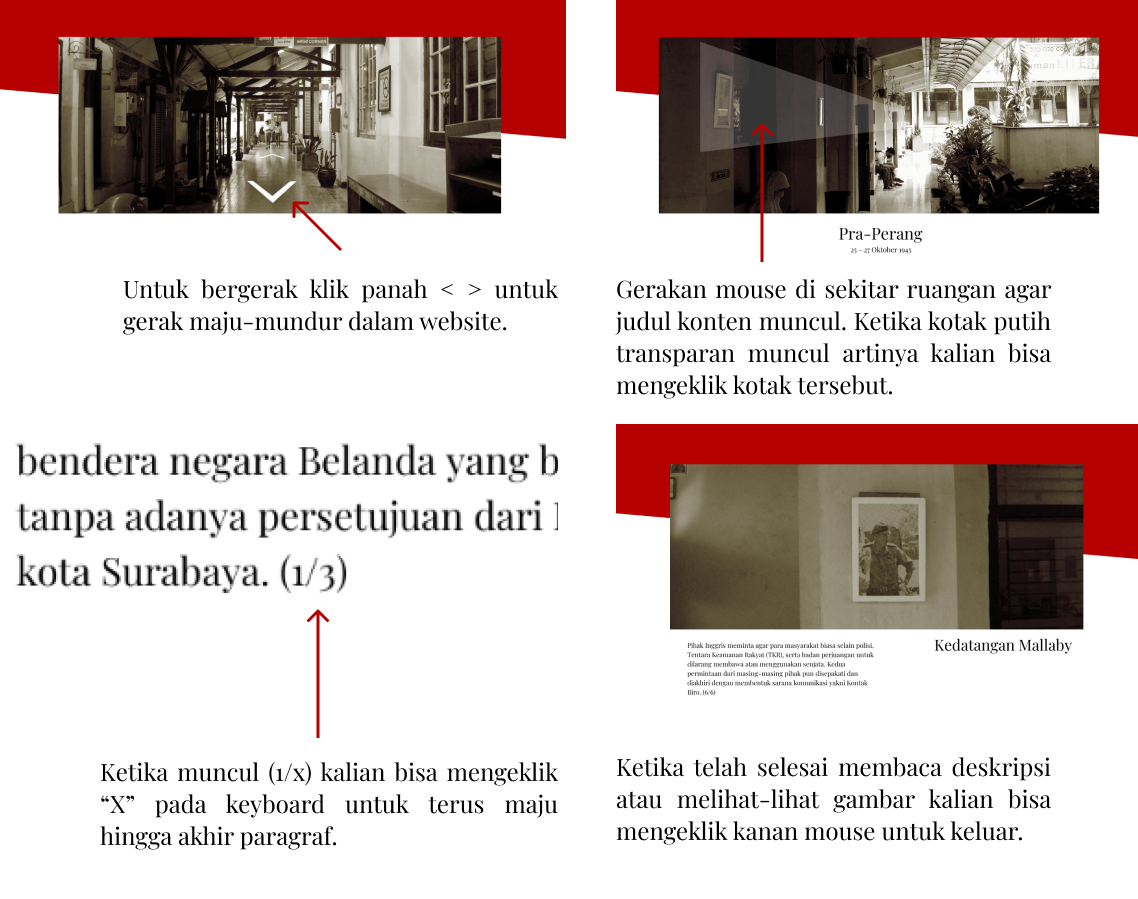 Untuk bergerak klik panah < > untuk
gerak maju-mundur dalam website.
Pra-Perang
25 - 27 Oktober 1945
Gerakan mouse di sekitar ruangan agar
judul konten muncul. Ketika kotak putih
transparan muncul artinya kalian bisa
mengeklik kotak tersebut.
bendera negara Belanda yang b
tanpa adanya persetujuan dari
kota Surabaya. (1/3)
Ketika muncul (1/x) kalian bisa mengeklik
“X” pada keyboard untuk terus maju
hingga akhir paragraf.
Pihak Inggris meminta agar para masyarakat biasa selain polisi,
Tentara Keamanan Rakyat (TKR), serta badan perjuangan untuk
dilarang membawa atau menggunakan senjata. Kedua
permintaan dari masing-masing pihak pun disepakati dan
diakhiri dengan membentuk sarana komunikasi yakni Kontak
Biro. (6/6)
Kedatangan Mallaby
Ketika telah selesai membaca deskripsi
atau melihat-lihat gambar kalian bisa
mengeklik kanan mouse untuk keluar.